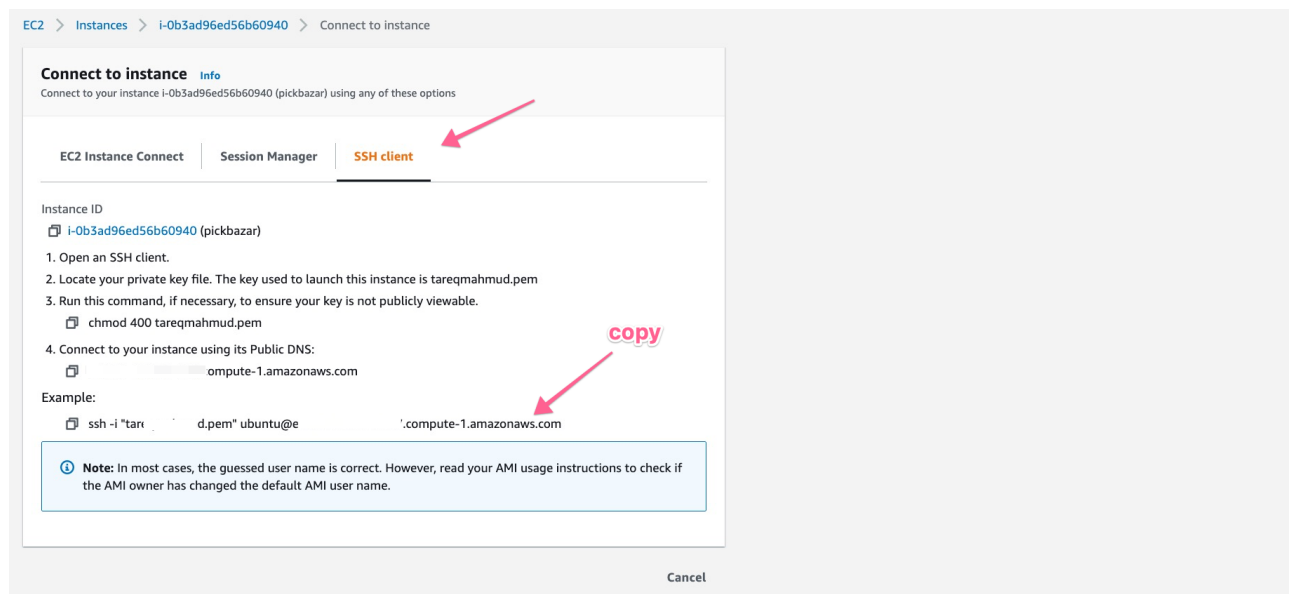 EC2 > Instances > i-0b3ad96ed56b60940 > Connect to instance
Connect to instance Info
Connect to your instance i-0b3ad96ed56b60940 (pickbazar) using any of these options
EC2 Instance Connect Session Manager SSH client
Instance ID
i-0b3ad96ed56b60940 (pickbazar)
1. Open an SSH client.
2. Locate your private key file. The key used to launch this instance is tareqmahmud.pem
3. Run this command, if necessary, to ensure your key is not publicly viewable.
chmod 400 tareqmahmud.pem
copy
4. Connect to your instance using its Public DNS:
ompute-1.amazonaws.com
Example:
ssh -i "tare d.pem" ubuntu@e .compute-1.amazonaws.com
Note: In most cases, the guessed user name is correct. However, read your AMI usage instructions to check if
the AMI owner has changed the default AMI user name.
Cancel